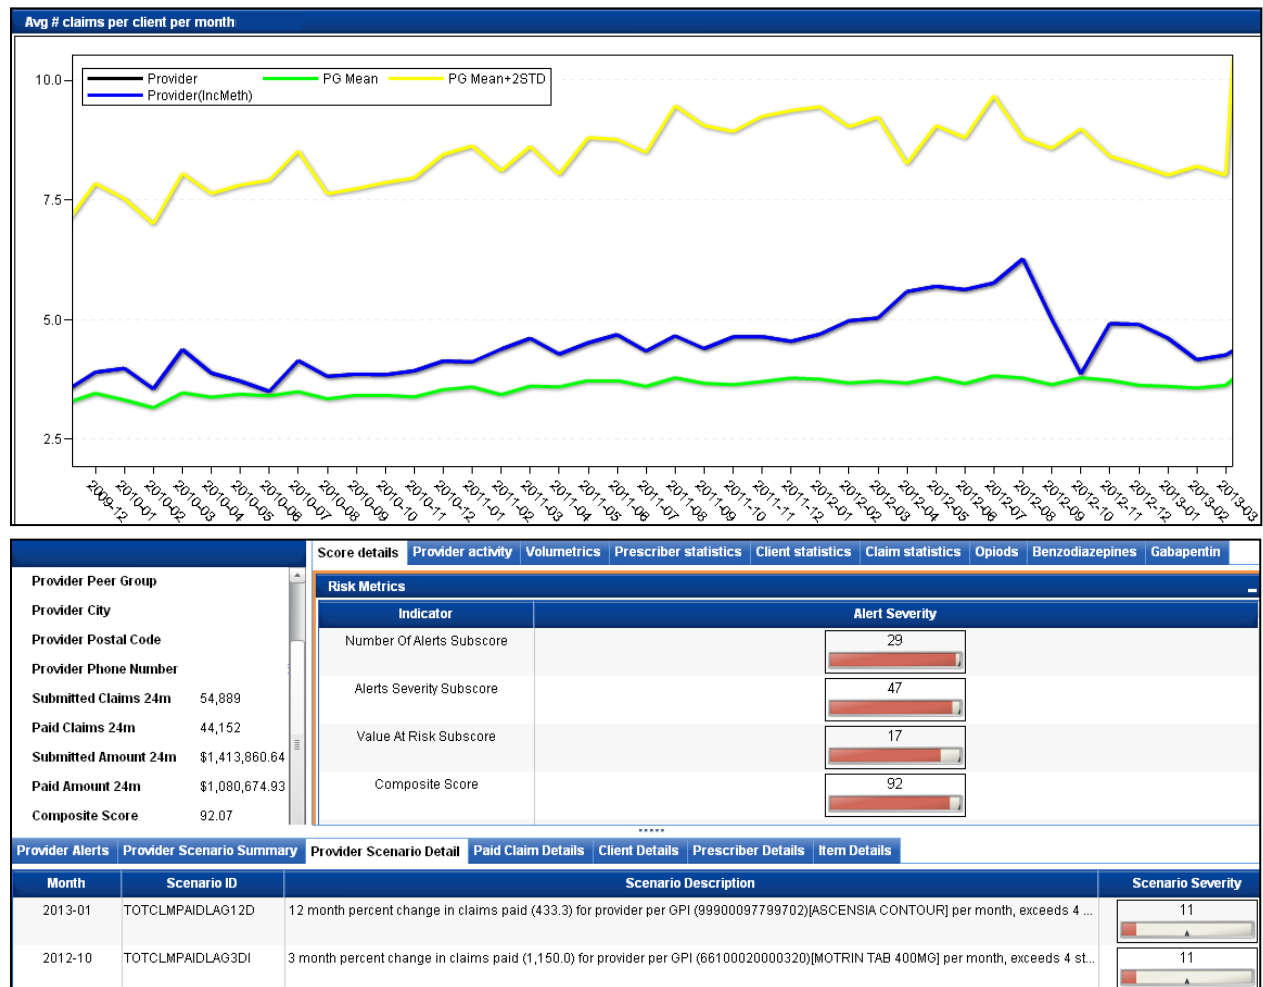 Avg # claims per client per month
Provider PG Mean PG Mean+2STD
Provider(IncMeth)
10.0
7.5
5.0
2.5
2009-12 2010-01 2010-02 2010-03 2010-04 2010-05 2010-06 2010-07 2010-08 2010-09 2010-10 2010-11 2010-12 2011-01 2011-02 2011-03 2011-04 2011-05 2011-06 2011-07 2011-08 2011-09 2011-10 2011-11 2011-12 2012-01 2012-02 2012-03 2012-04 2012-05 2012-06 2012-07 2012-08 2012-09 2012-10 2012-11 2012-12 2013-01 2013-02 2013-03
Score details Provider activity Volumetrics Prescriber statistics Client statistics Claim statistics Opiods Benzodiazepines Gabapentin
Provider Peer Group
Provider City
Provider Postal Code
Provider Phone Number
Submitted Claims 24m 54,889
Paid Claims 24m 44,152
Submitted Amount 24m $1,413,860.64
Paid Amount 24m $1,080,674.93
Composite Score 92.07
Risk Metrics
Indicator Alert Severity
Number Of Alerts Subscore 29
Alerts Severity Subscore 47
Value At Risk Subscore 17
Composite Score 92
Provider Alerts Provider Scenario Summary Provider Scenario Detail Paid Claim Details Client Details Prescriber Details Item Details
Month Scenario ID Scenario Description Scenario Severity
2013-01 TOTCLMPAIDLAG12D 12 month percent change in claims paid (433.3) for provider per GPI (99900097799702)[ASCENSIA CONTOUR] per month, exceeds 4 ... 11
2012-10 TOTCLMPAIDLAG3DI 3 month percent change in claims paid (1,150.0) for provider per GPI (66100020000320)[MOTRIN TAB 400MG] per month, exceeds 4 st... 11